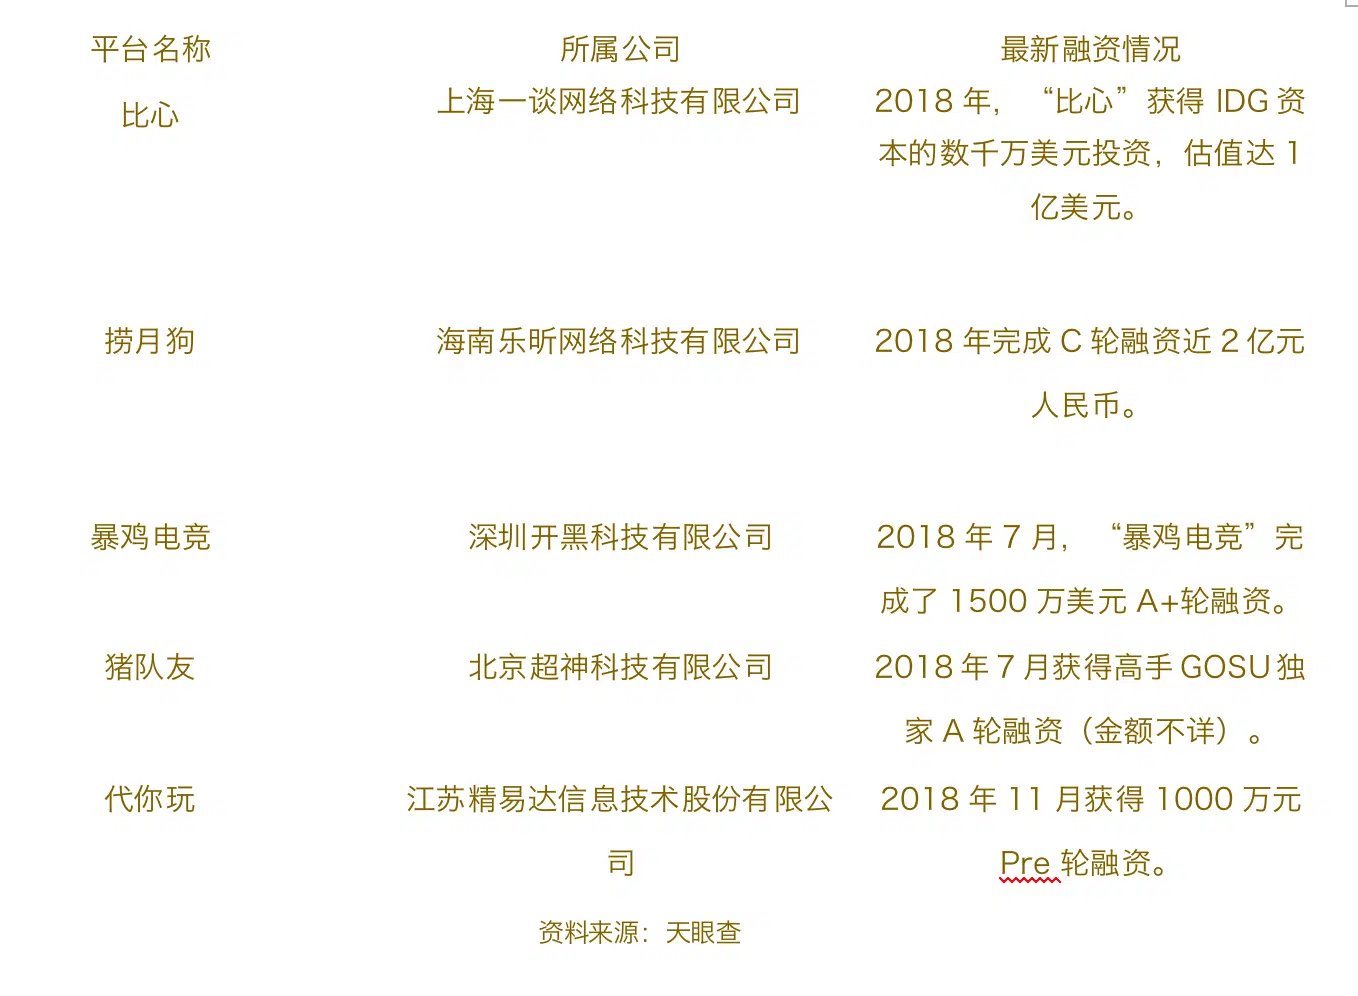 平台名称 所属公司 最新融资情况
比心 上海一谈网络科技有限公司 2018 年，“比心”获得 IDG 资
本的数千万美元投资，估值达 1
亿美元。
捞月狗 海南乐昕网络科技有限公司 2018 年完成 C 轮融资近 2 亿元
人民币。
暴鸡电竞 深圳开黑科技有限公司 2018 年 7 月，“暴鸡电竞”完
成了 1500 万美元 A+轮融资。
猪队友 北京超神科技有限公司 2018 年 7 月获得高手 GOSU 独
家 A 轮融资（金额不详）。
代你玩 江苏精易达信息技术股份有限公 2018 年 11 月获得 1000 万元
司 Pre 轮融资。
资料来源：天眼查